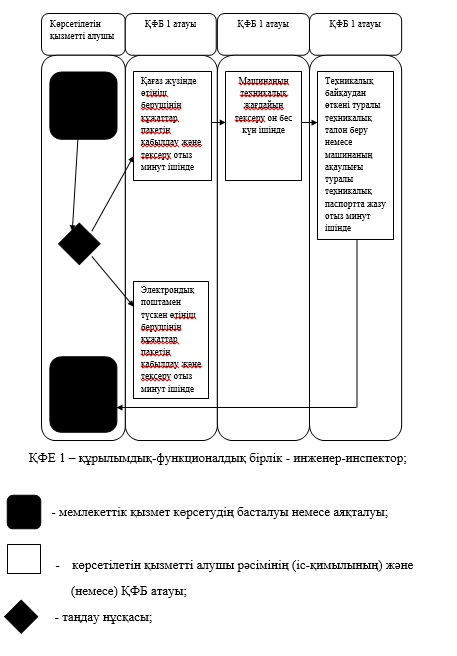 Көрсетілетін
қызметті алушы
ҚФБ 1 атауы
ҚФБ 1 атауы
ҚФБ 1 атауы
Қағаз жүзінде
өтініш
берушінің
құжаттар
пакетін
қабылдау және
тексеру отыз
минут ішінде
Машинаның
техникалық
жағдайын
тексеру он бес
күн ішінде
Техникалық
байқаудан
өткені туралы
техникалық
талон беру
немесе
машинаның
ақаулығы
туралы
техникалық
паспортта жазу
отыз минут
ішінде
Электрондық
поштамен
түскен өтініш
берушінің
құжаттар
пакетін
қабылдау және
тексеру отыз
минут ішінде
ҚФЕ 1 – құрылымдық-функционалдық бірлік - инженер-инспектор;
- мемлекеттік қызмет көрсетудің басталуы немесе аяқталуы;
- көрсетілетін қызметті алушы рәсімінің (іс-қимылының) және
(немесе) ҚФБ атауы;
- таңдау нұсқасы;